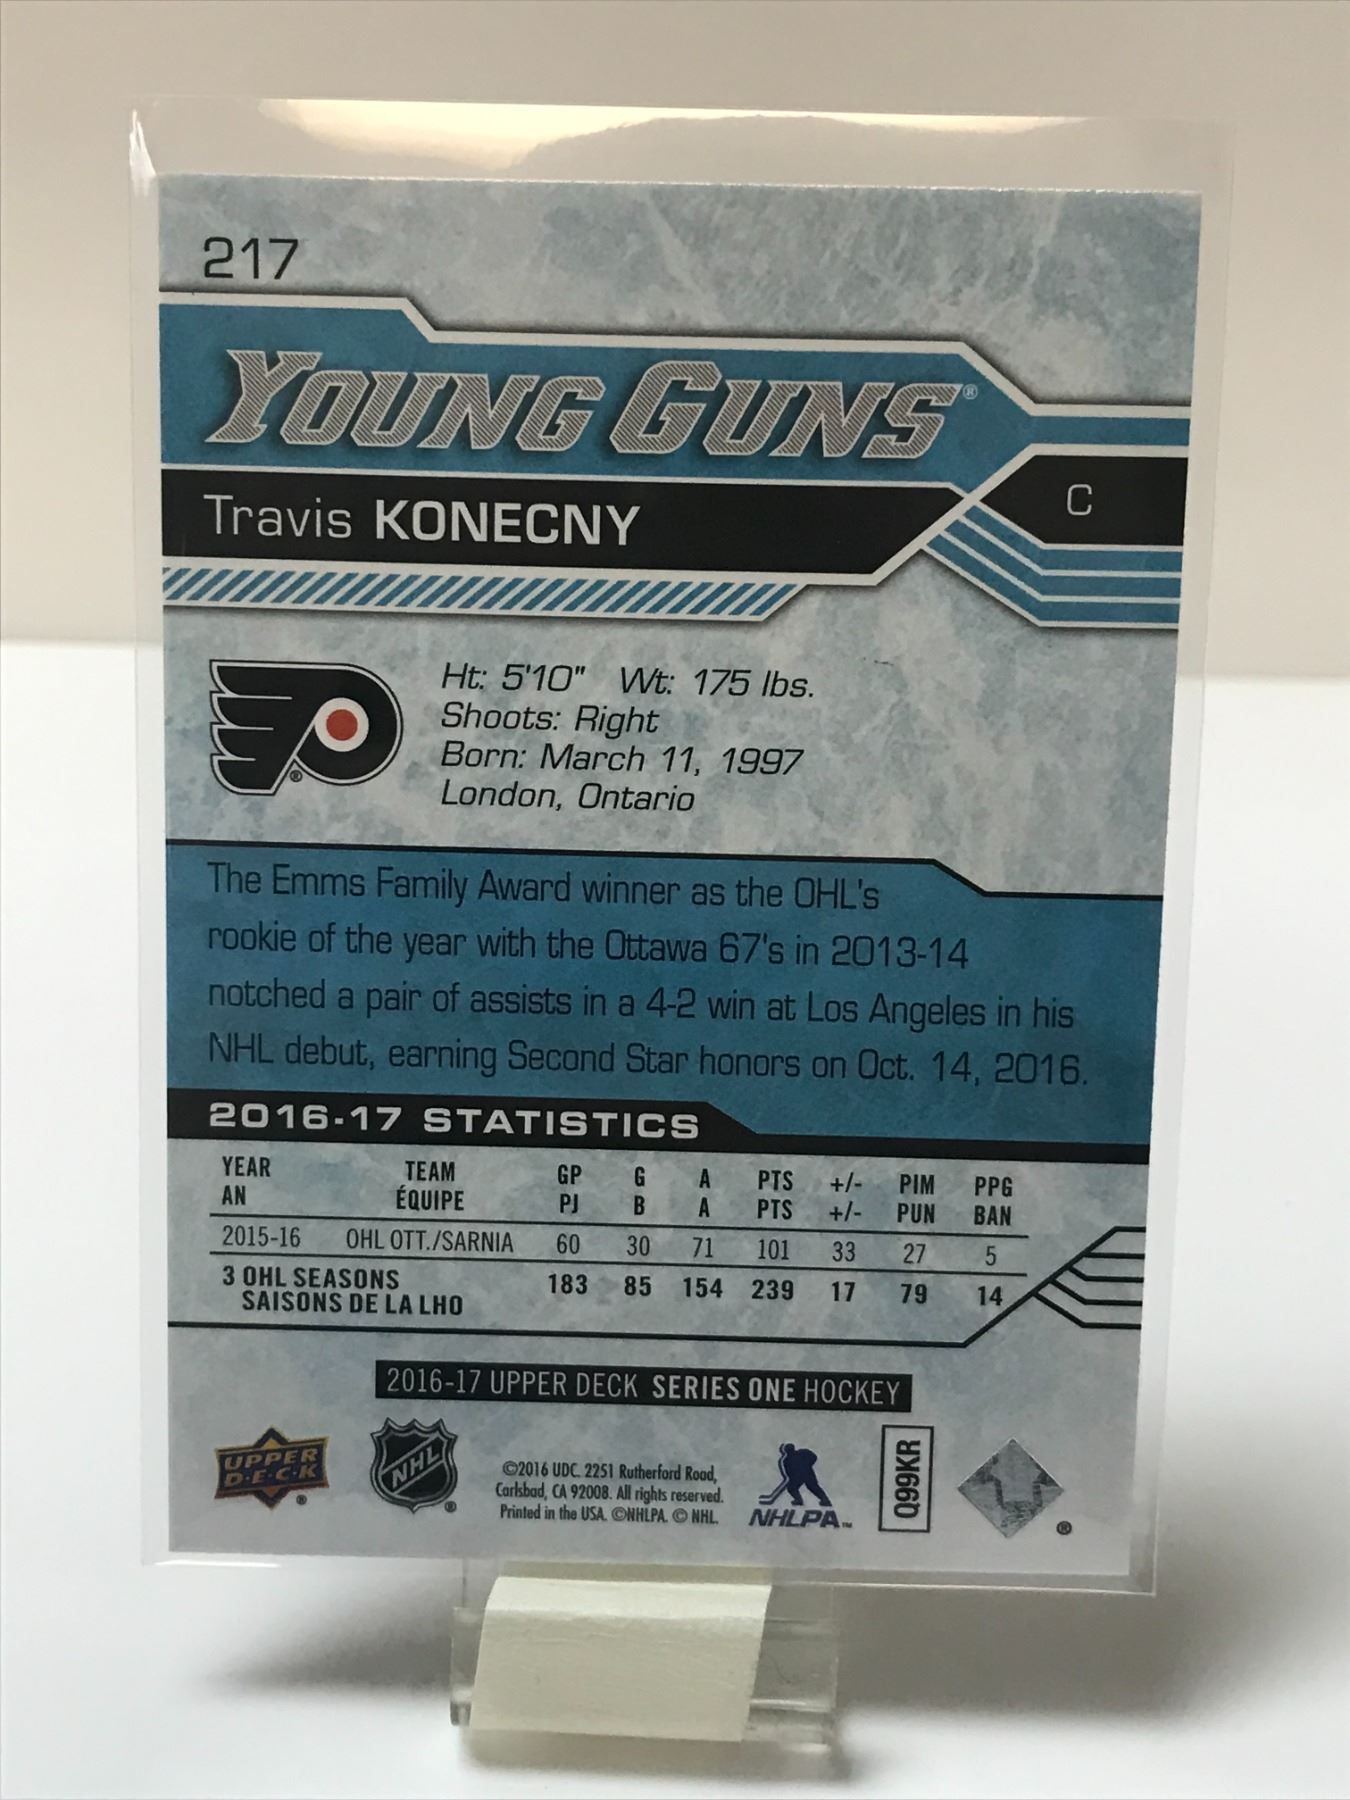 217
YOUNG GUNS®
Travis KONECNY
C
Ht: 5'10" Wt: 175 lbs.
Shoots: Right
Born: March 11, 1997
London, Ontario
®
The Emms Family Award winner as the OHL's
rookie of the year with the Ottawa 67's in 2013-14
notched a pair of assists in a 4-2 win at Los Angeles in his
NHL debut, earning Second Star honors on Oct. 14, 2016.
2016-17 STATISTICS
YEAR TEAM GP G A PTS +/- PIM PPG
AN ÉQUIPE PJ B A PTS +/- PUN BAN
2015-16 OHL OTT./SARNIA 60 30 71 101 33 27 5
3 OHL SEASONS 183 85 154 239 17 79 14
SAISONS DE LA LHO
2016-17 UPPER DECK SERIES ONE HOCKEY
UPPER
D·E·C·K
®
NHL
®
©2016 UDC. 2251 Rutherford Road,
Carlsbad, CA 92008. All rights reserved.
Printed in the USA. ©NHLPA. © NHL.
NHLPA™
Q99KR
®